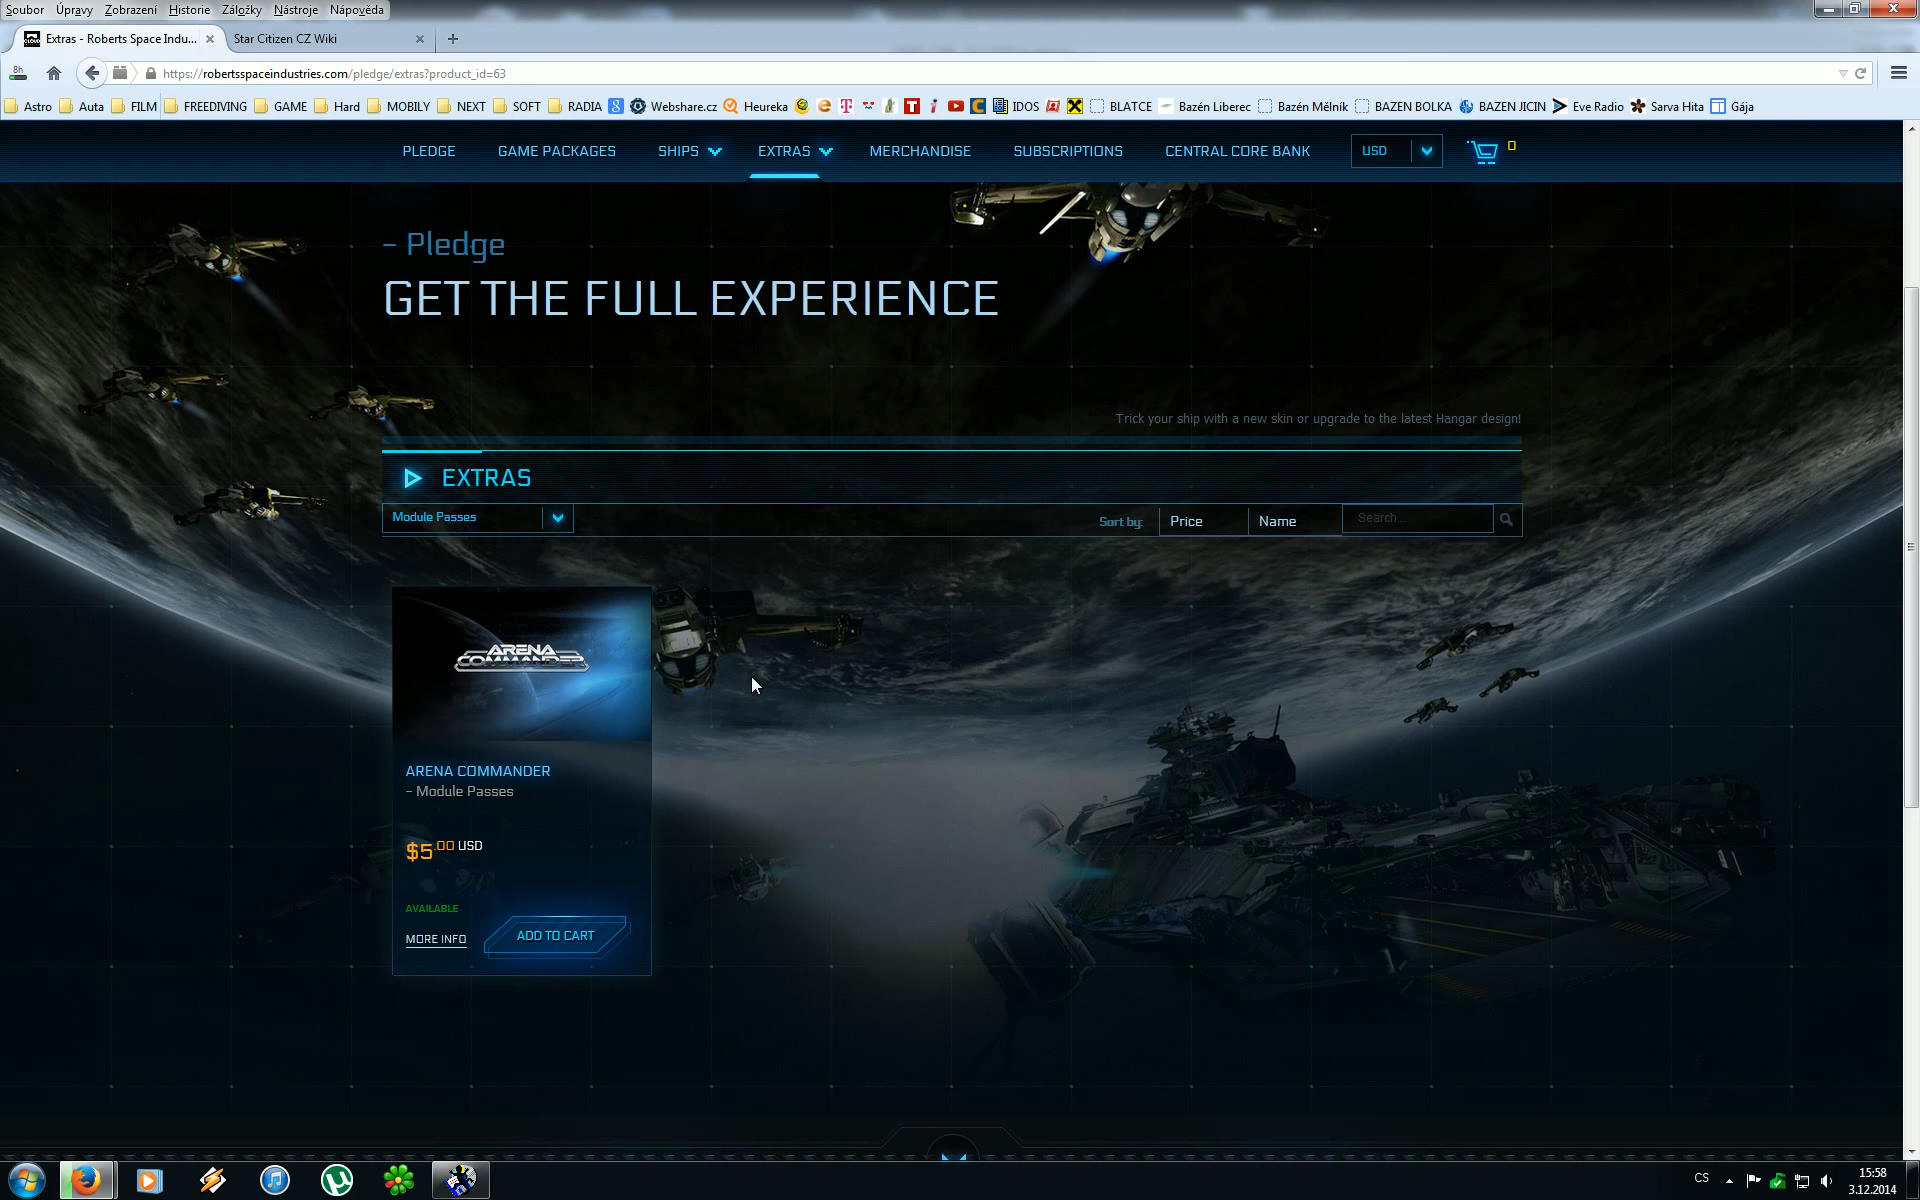 Soubor Úpravy Zobrazení Historie Záložky Nástroje Nápověda
Extras - Roberts Space Indu... Star Citizen CZ Wiki
8h
https://robertsspaceindustries.com/pledge/extras?product_id=63
Astro Auta FILM FREEDIVING GAME Hard MOBILY NEXT SOFT RADIA Webshare.cz Heureka IDOS BLATCE Bazén Liberec Bazén Mělník BAZEN BOLKA BAZEN JICIN Eve Radio Sarva Hita Gája
PLEDGE GAME PACKAGES SHIPS EXTRAS MERCHANDISE SUBSCRIPTIONS CENTRAL CORE BANK USD 0
- Pledge
GET THE FULL EXPERIENCE
Trick your ship with a new skin or upgrade to the latest Hangar design!
EXTRAS
Module Passes Sort by: Price Name Search...
ARENA
COMMANDER
ARENA COMMANDER
- Module Passes
$5.00 USD
AVAILABLE
MORE INFO ADD TO CART
CS 15:58
3.12.2014